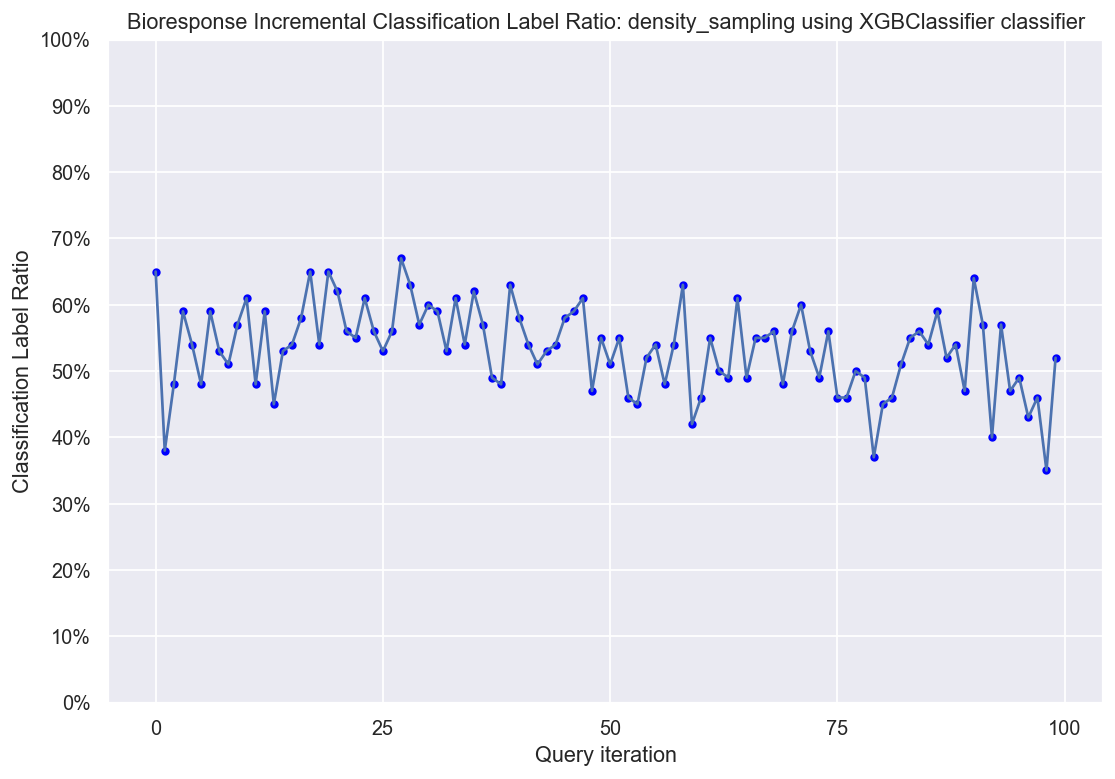 Bioresponse Incremental Classification Label Ratio: density_sampling using XGBClassifier classifier
100%
90%
80%
70%
60%
50%
40%
30%
20%
10%
0%
Classification Label Ratio
0 25 50 75 100
Query iteration